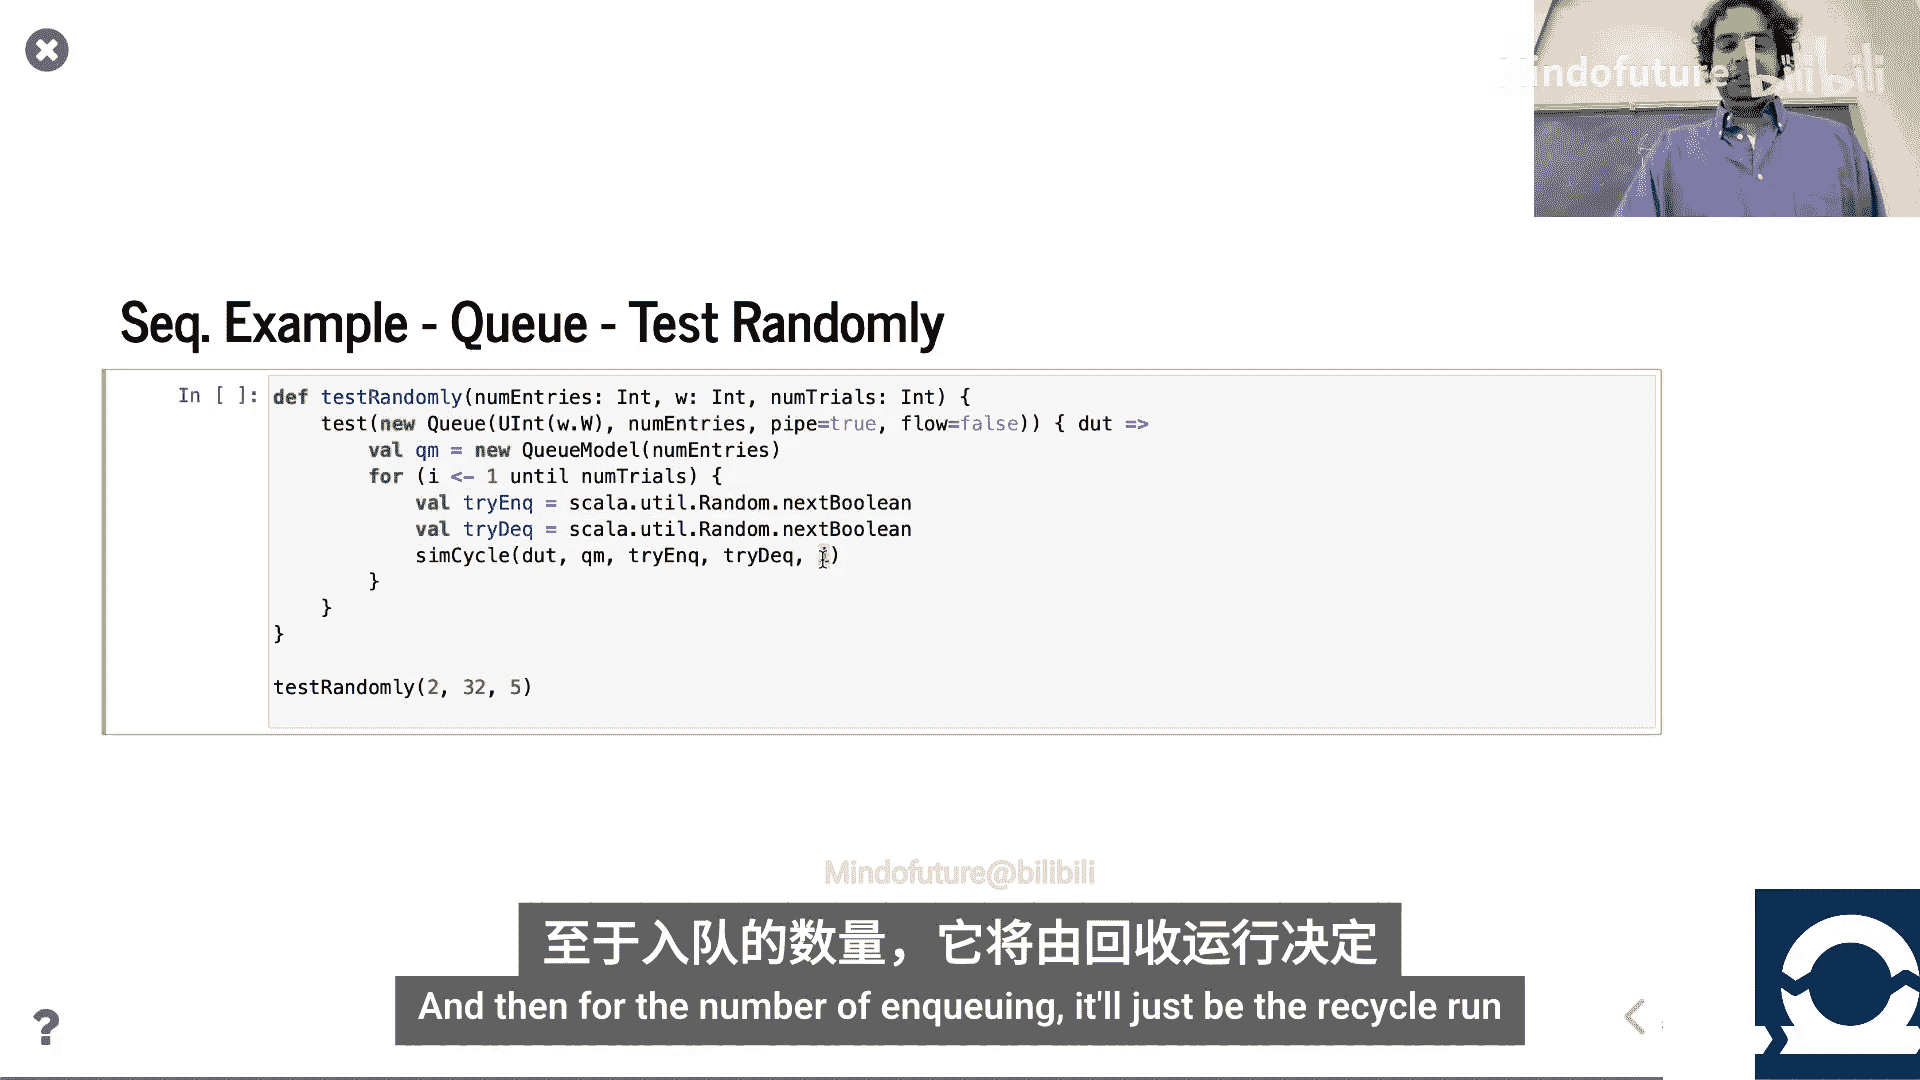 Mindofuture bilibili
Seq. Example - Queue - Test Randomly
In [ ]: def testRandomly(numEntries: Int, w: Int, numTrials: Int) {
test(new Queue(UInt(w.W), numEntries, pipe=true, flow=false)) { dut =>
val qm = new QueueModel(numEntries)
for (i <- 1 until numTrials) {
val tryEnq = scala.util.Random.nextBoolean
val tryDeq = scala.util.Random.nextBoolean
simCycle(dut, qm, tryEnq, tryDeq, i)
}
}
}
testRandomly(2, 32, 5)
Mindofuture@bilibili
至于入队的数量，它将由回收运行决定
And then for the number of enqueuing, it'll just be the recycle run
?